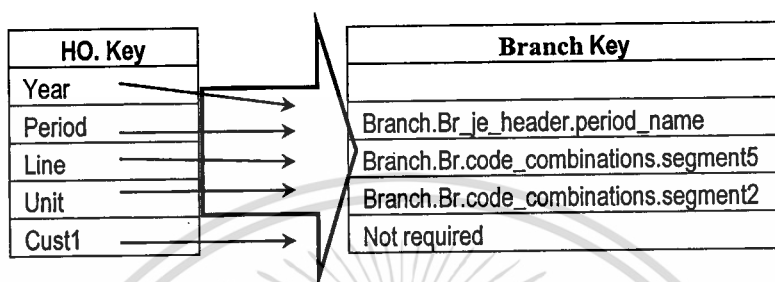 HO. Key
Branch Key
Year
Period
Branch.Br_je_header.period_name
Line
Branch.Br.code_combinations.segment5
Unit
Branch.Br.code_combinations.segment2
Cust1
Not required